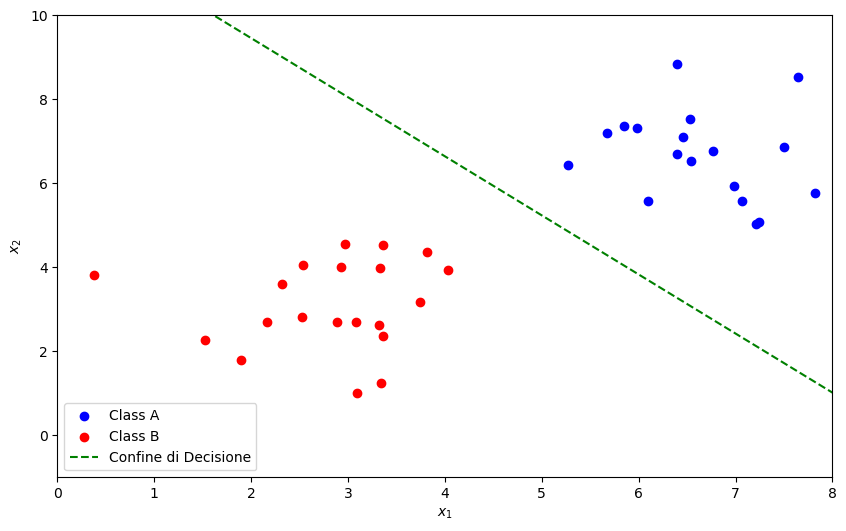 10
8
6
4
2
0
x₂
Class A
Class B
Confine di Decisione
0 1 2 3 4 5 6 7 8
x₁